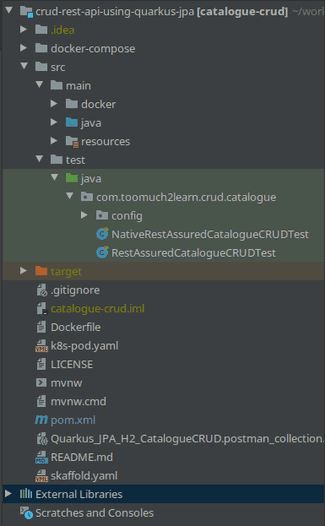 crud-rest-api-using-quarkus-jpa [catalogue-crud] ~/wor
.idea
docker-compose
src
main
docker
java
resources
test
java
com.toomuch2learn.crud.catalogue
config
NativeRestAssuredCatalogueCRUDTest
RestAssuredCatalogueCRUDTest
target
.gitignore
catalogue-crud.iml
Dockerfile
k8s-pod.yaml
LICENSE
mvnw
mvnw.cmd
pom.xml
Quarkus_JPA_H2_CatalogueCRUD.postman_collection.
README.md
skaffold.yaml
External Libraries
Scratches and Consoles